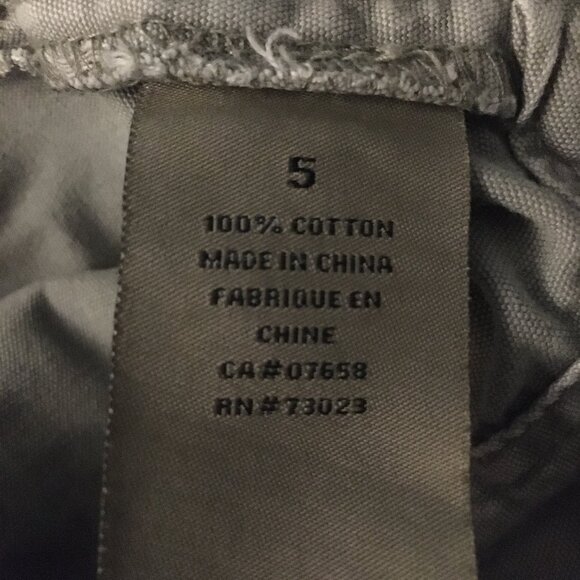 5
100% COTTON
MADE IN CHINA
FABRIQUE EN
CHINE
CA#07658
RN#73023